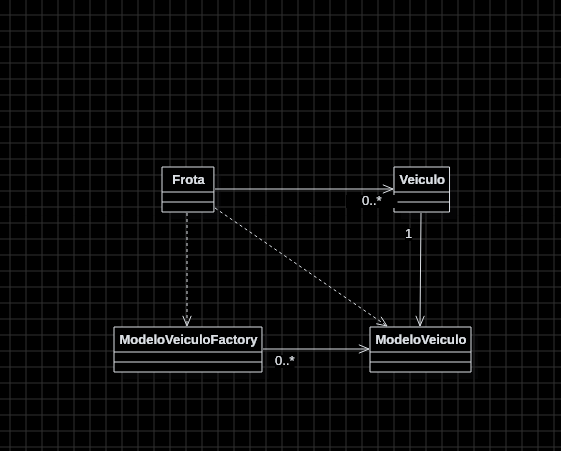 Frota
Veiculo
0..*
1
ModeloVeiculoFactory
ModeloVeiculo
0..*